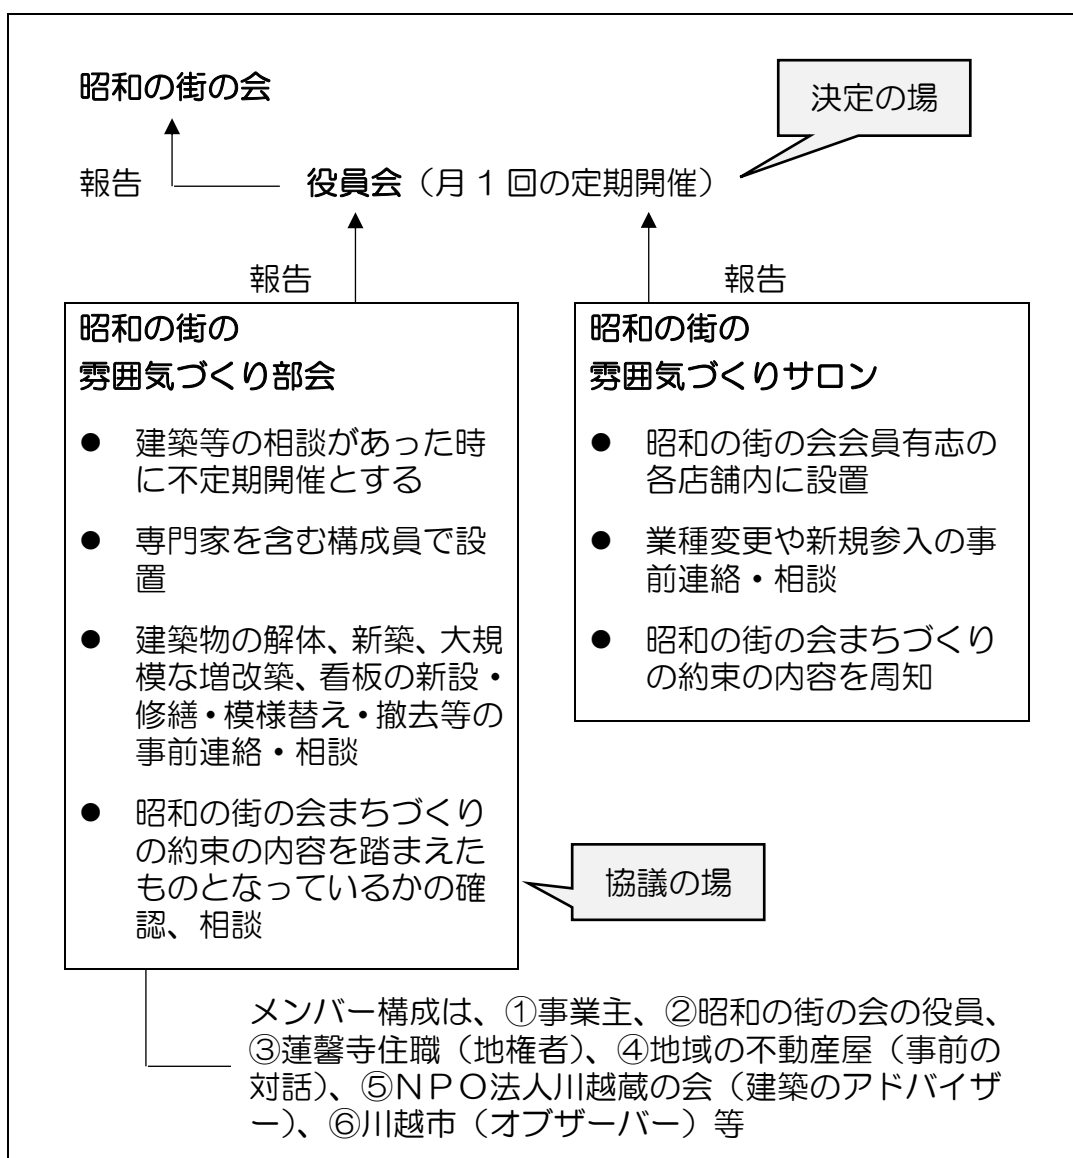 昭和の街の会
決定の場
報告
役員会（月１回の定期開催）
報告
報告
昭和の街の
雰囲気づくり部会
● 建築等の相談があった時
に不定期開催とする
● 専門家を含む構成員で設
置
● 建築物の解体、新築、大規
模な増改築、看板の新設・
修繕・模様替え・撤去等の
事前連絡・相談
● 昭和の街の会まちづくり
の約束の内容を踏まえた
ものとなっているかの確
認、相談
昭和の街の
雰囲気づくりサロン
● 昭和の街の会会員有志の
各店舗内に設置
● 業種変更や新規参入の事
前連絡・相談
● 昭和の街の会まちづくり
の約束の内容を周知
協議の場
メンバー構成は、①事業主、②昭和の街の会の役員、
③蓮馨寺住職（地権者）、④地域の不動産屋（事前の
対話）、⑤ＮＰＯ法人川越蔵の会（建築のアドバイザ
ー）、⑥川越市（オブザーバー）等